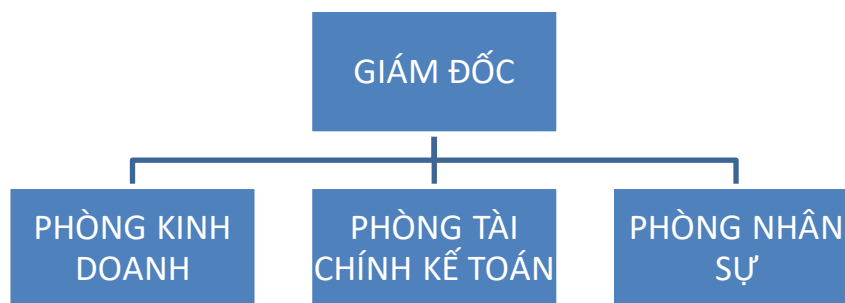 GIÁM ĐỐC
PHÒNG KINH
DOANH
PHÒNG TÀI
CHÍNH KẾ TOÁN
PHÒNG NHÂN
SỰ